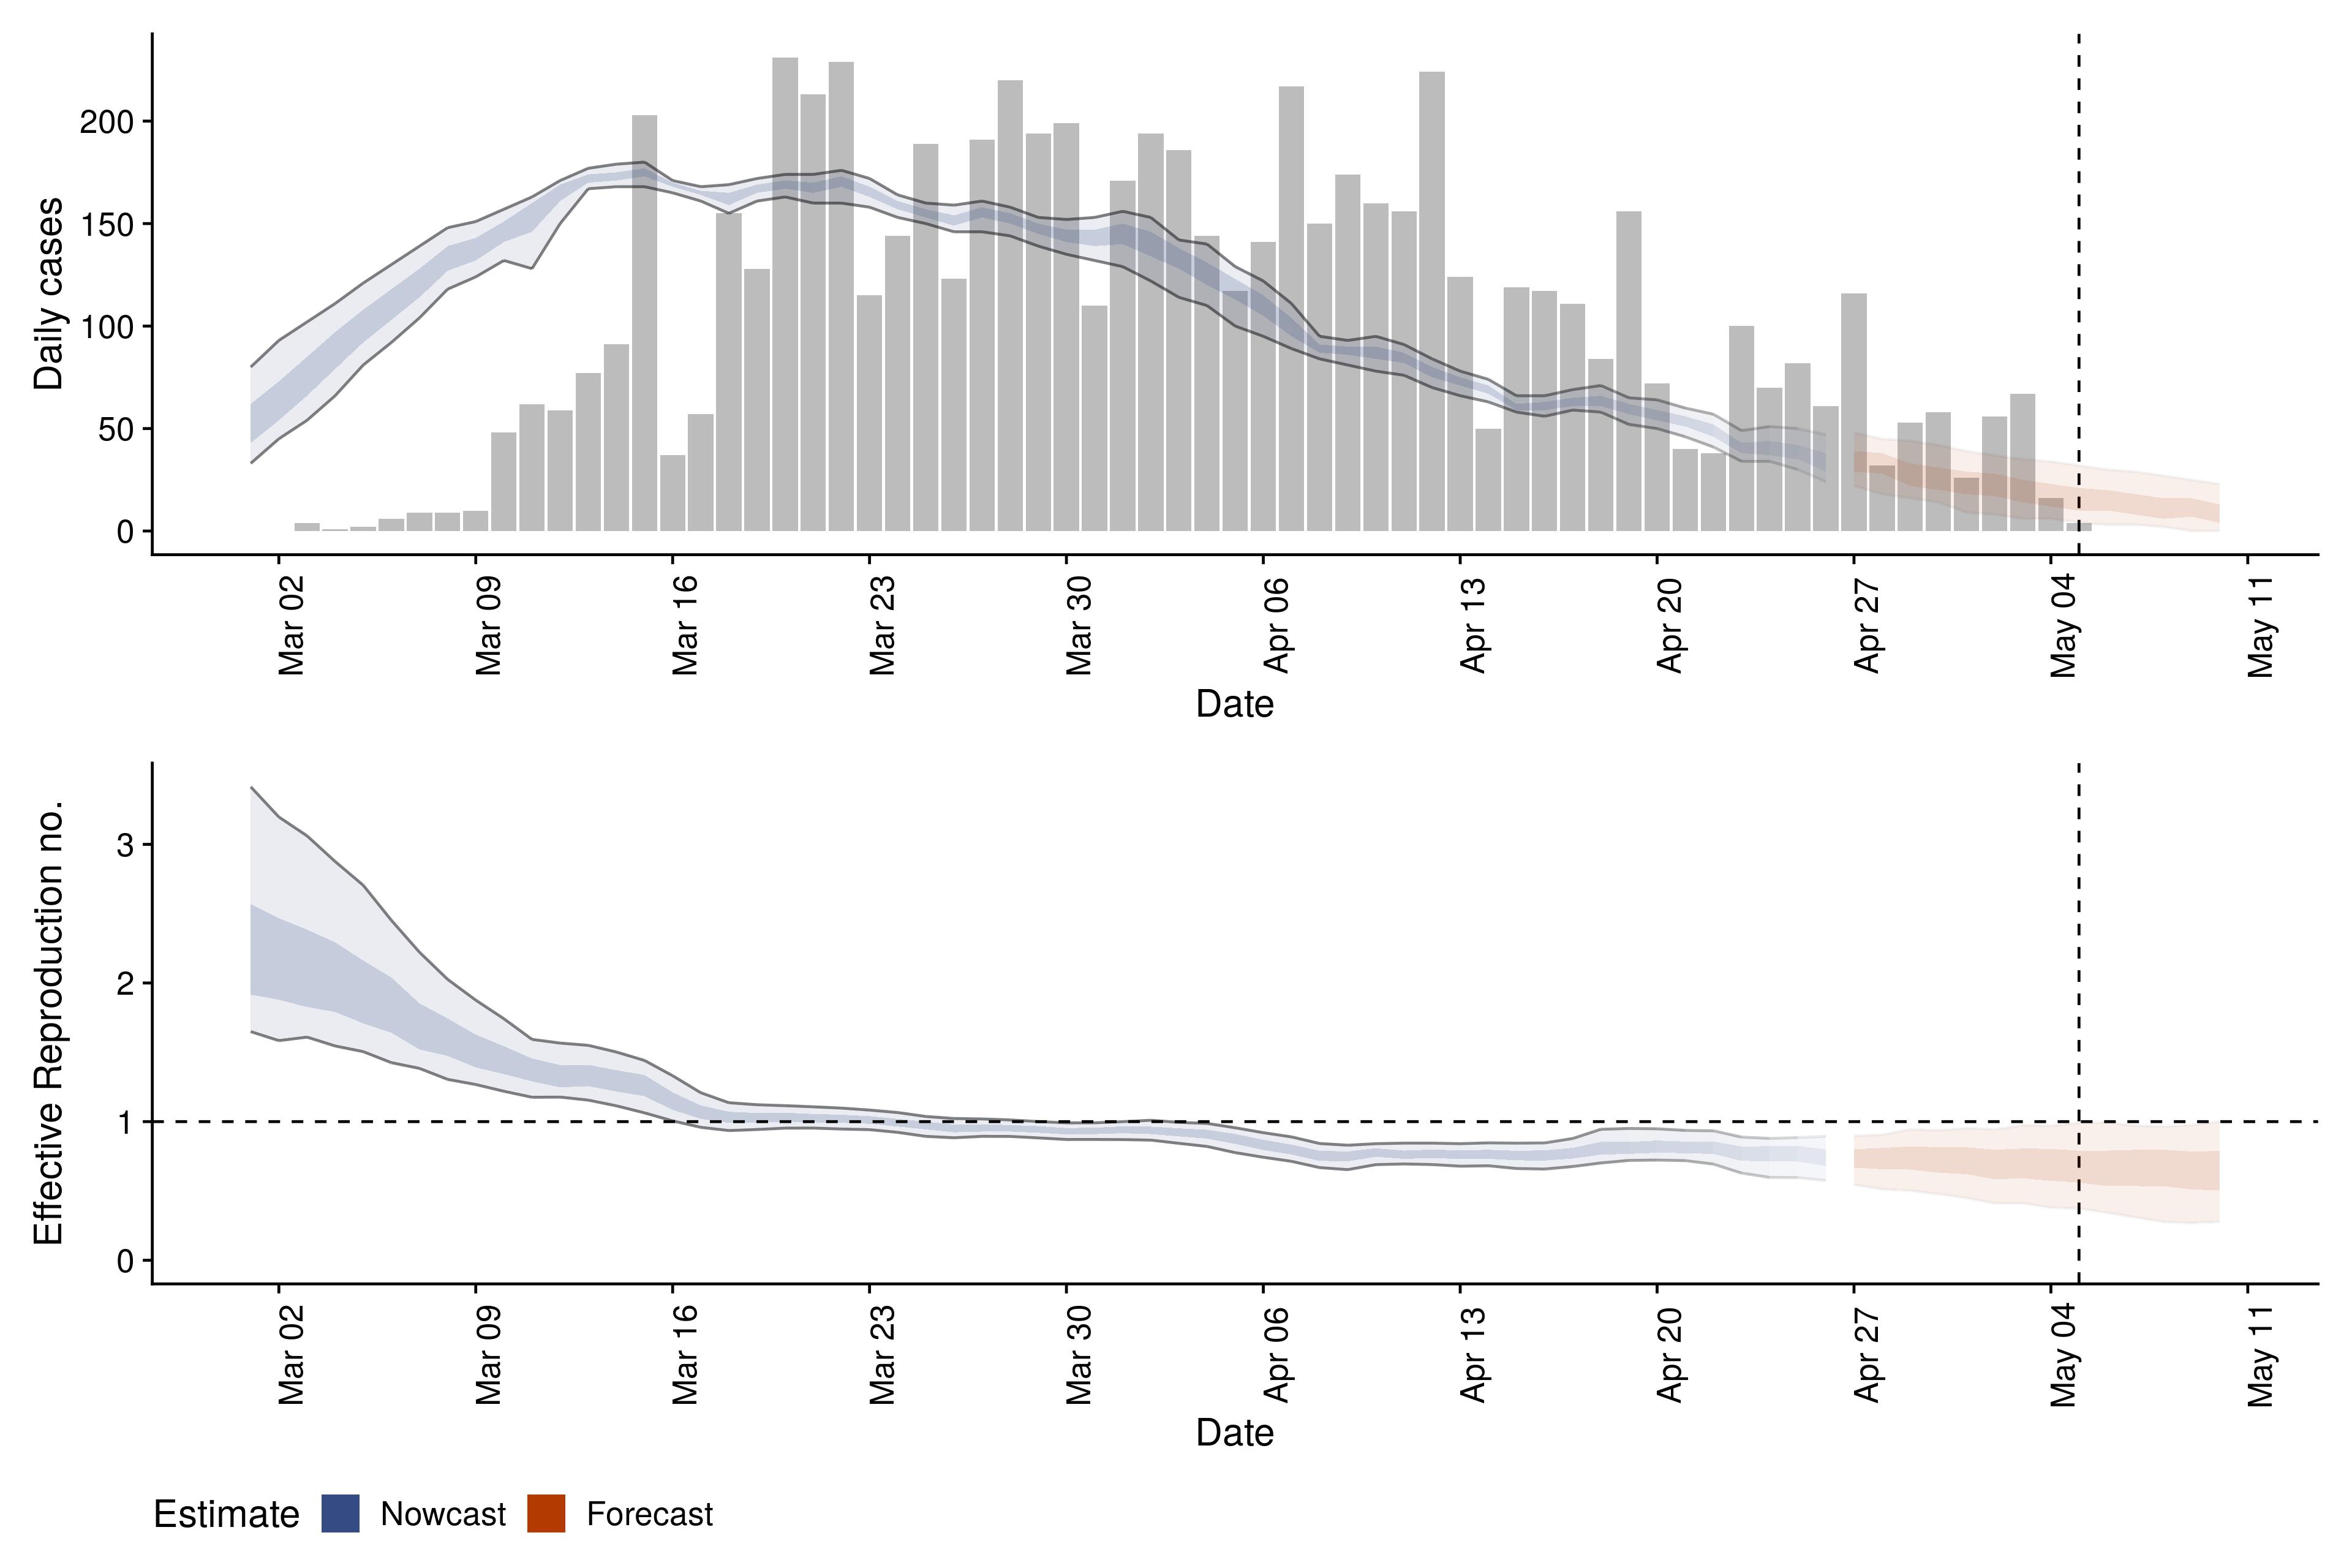 Daily cases
200
150
100
50
0
Mar 02
Mar 09
Mar 16
Mar 23
Mar 30
Apr 06
Apr 13
Apr 20
Apr 27
May 04
May 11
Date
Effective Reproduction no.
3
2
1
0
Mar 02
Mar 09
Mar 16
Mar 23
Mar 30
Apr 06
Apr 13
Apr 20
Apr 27
May 04
May 11
Date
Estimate Nowcast Forecast